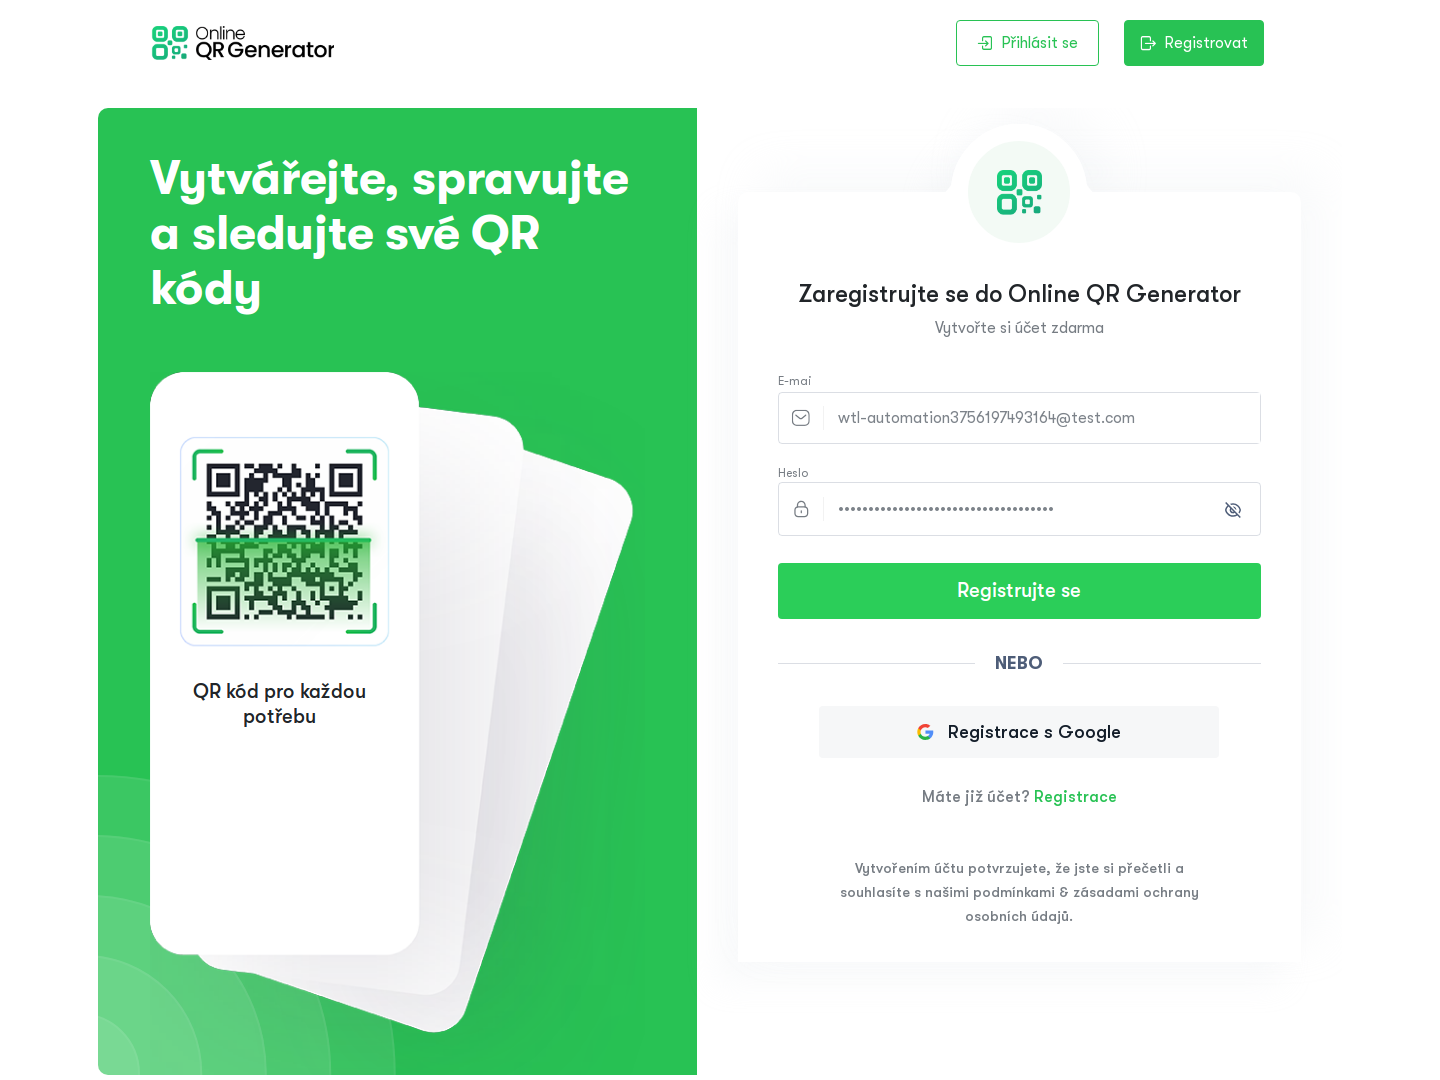 Online
QR Generator
Přihlásit se
Registrovat
Vytvářejte, spravujte
a sledujte své QR
kódy
QR kód pro každou
potřebu
Zaregistrujte se do Online QR Generator
Vytvořte si účet zdarma
E-mai
wtl-automation3756197493164@test.com
Heslo
••••••••••••••••••••••••••••••••••••
Registrujte se
NEBO
Registrace s Google
Máte již účet? Registrace
Vytvořením účtu potvrzujete, že jste si přečetli a
souhlasíte s našimi podmínkami & zásadami ochrany
osobních údajů.